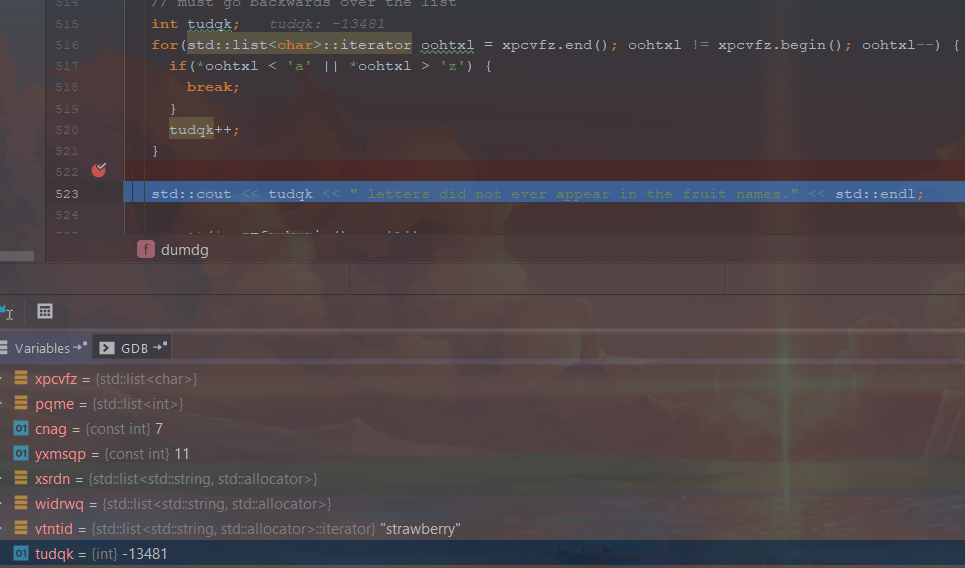 514 // must go backwards over the list
515 int tudqk; tudqk: -13481
516 for(std::list<char>::iterator oohtxl = xpcvfz.end(); oohtxl != xpcvfz.begin(); oohtxl--) {
517 if(*oohtxl < 'a' || *oohtxl > 'z') {
518 break;
519 }
520 tudqk++;
521 }
522
523 std::cout << tudqk << " letters did not ever appear in the fruit names." << std::endl;
524
f dumdg
Variables GDB
xpcvfz = {std::list<char>}
pqme = {std::list<int>}
01 cnag = {const int} 7
01 yxmsqp = {const int} 11
xsrdn = {std::list<std::string, std::allocator>}
widrwq = {std::list<std::string, std::allocator>}
vtntid = {std::list<std::string, std::allocator>::iterator} "strawberry"
01 tudqk = {int} -13481